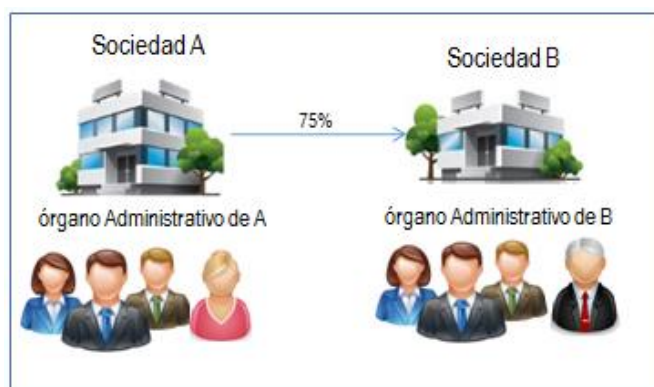 Sociedad A
Sociedad B
75%
órgano Administrativo de A
órgano Administrativo de B